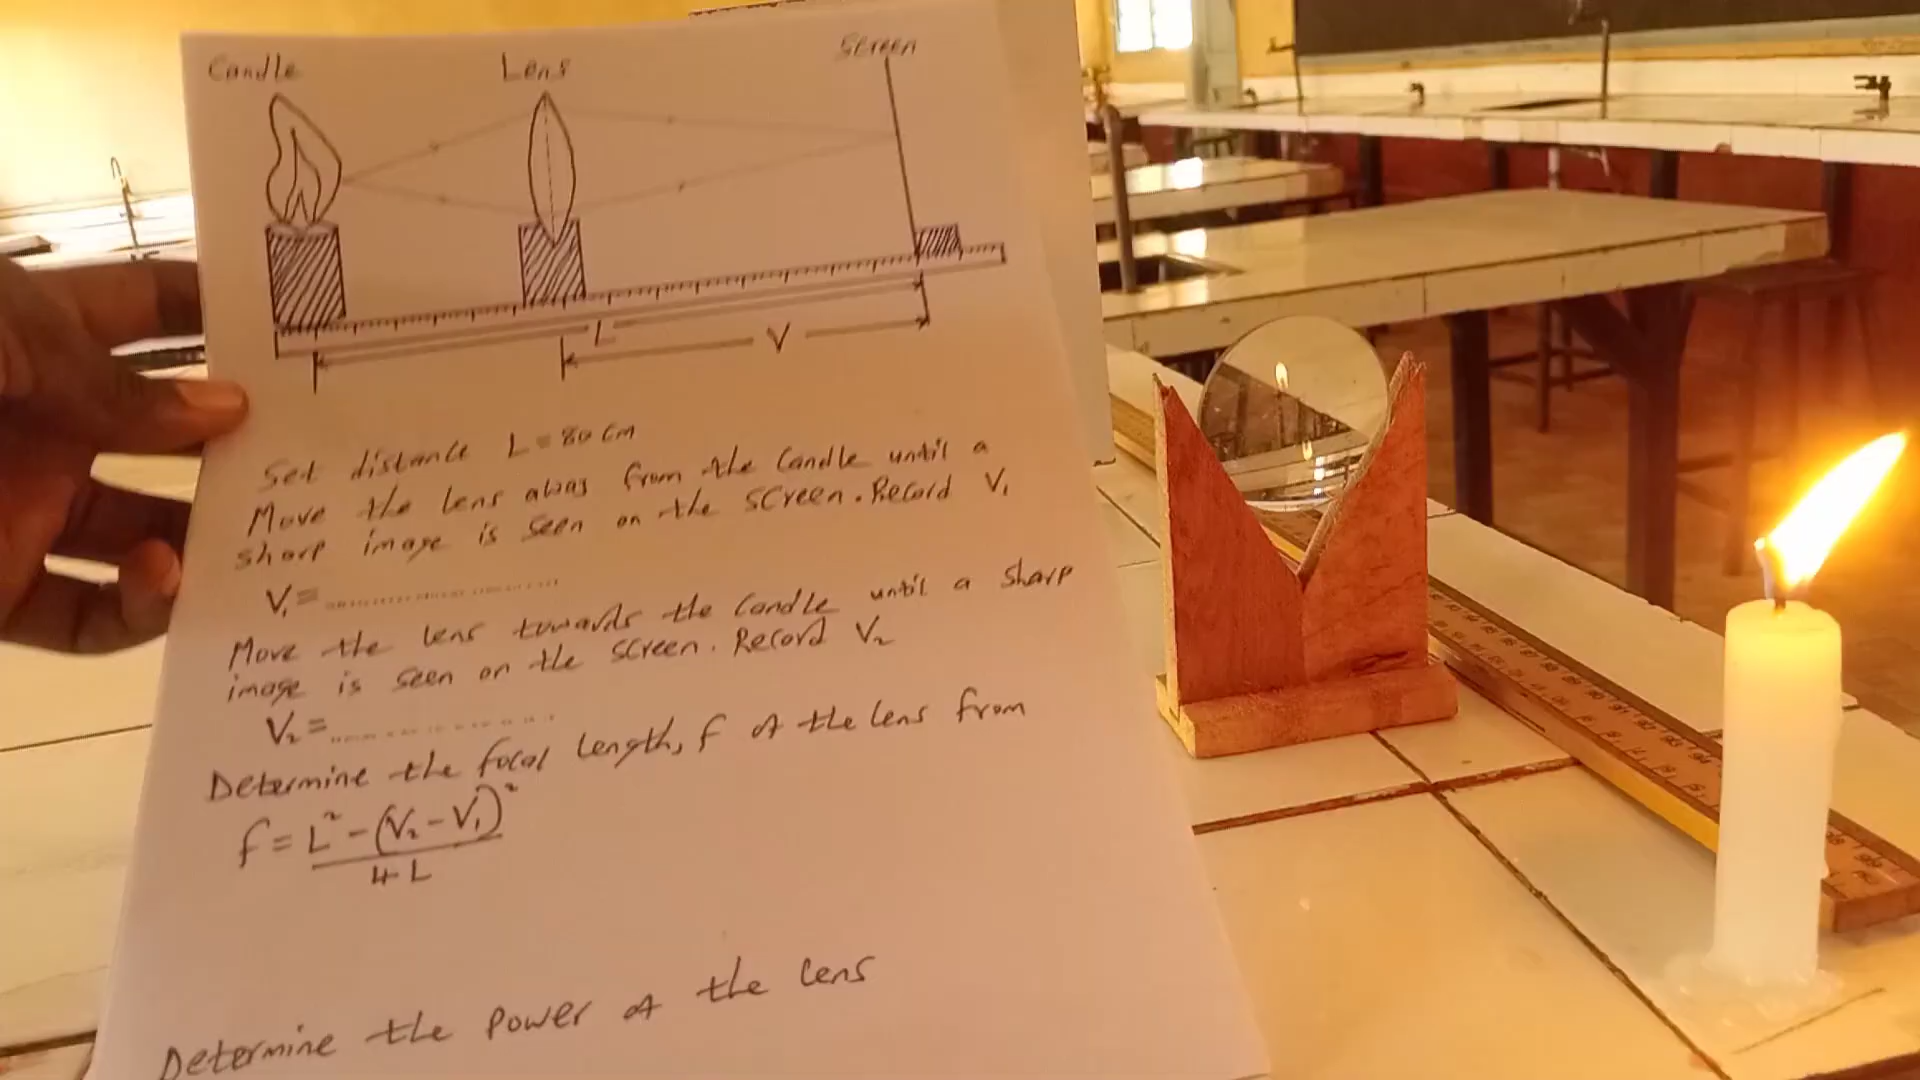 Candle Lens Screen
L
V
Set distance L = 80 cm
Move the lens away from the Candle until a
sharp image is seen on the screen. Record V₁
V₁ = ....................
Move the lens towards the Candle until a sharp
image is seen on the screen. Record V₂
V₂ = ....................
Determine the focal length, f of the lens from
f = L² - (V₂ - V₁)²
4L
Determine the power of the lens